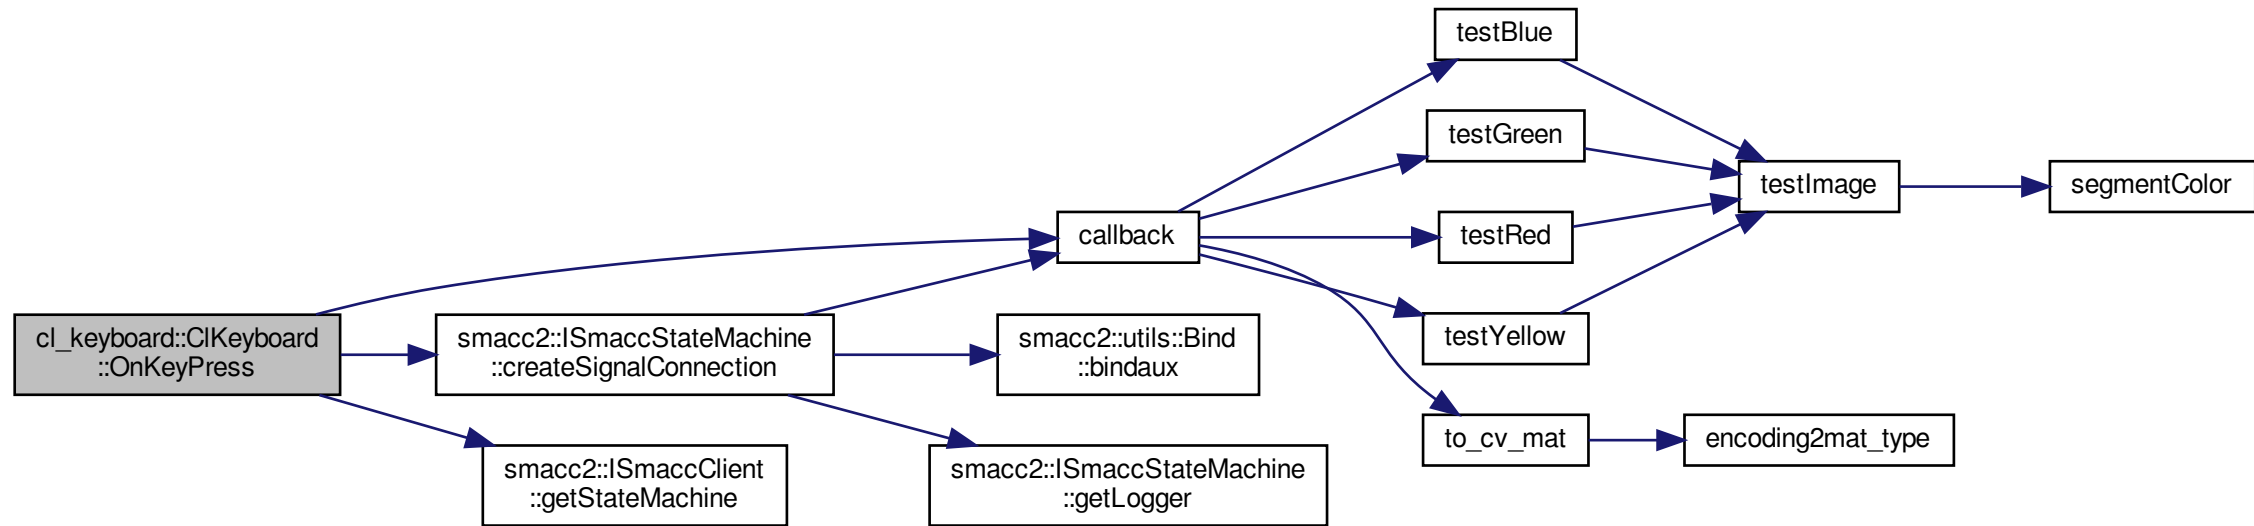 cl_keyboard::ClKeyboard
::OnKeyPress
smacc2::ISmaccStateMachine
::createSignalConnection
smacc2::ISmaccClient
::getStateMachine
callback
smacc2::utils::Bind
::bindaux
smacc2::ISmaccStateMachine
::getLogger
testBlue
testGreen
testRed
testYellow
to_cv_mat
testImage
encoding2mat_type
segmentColor